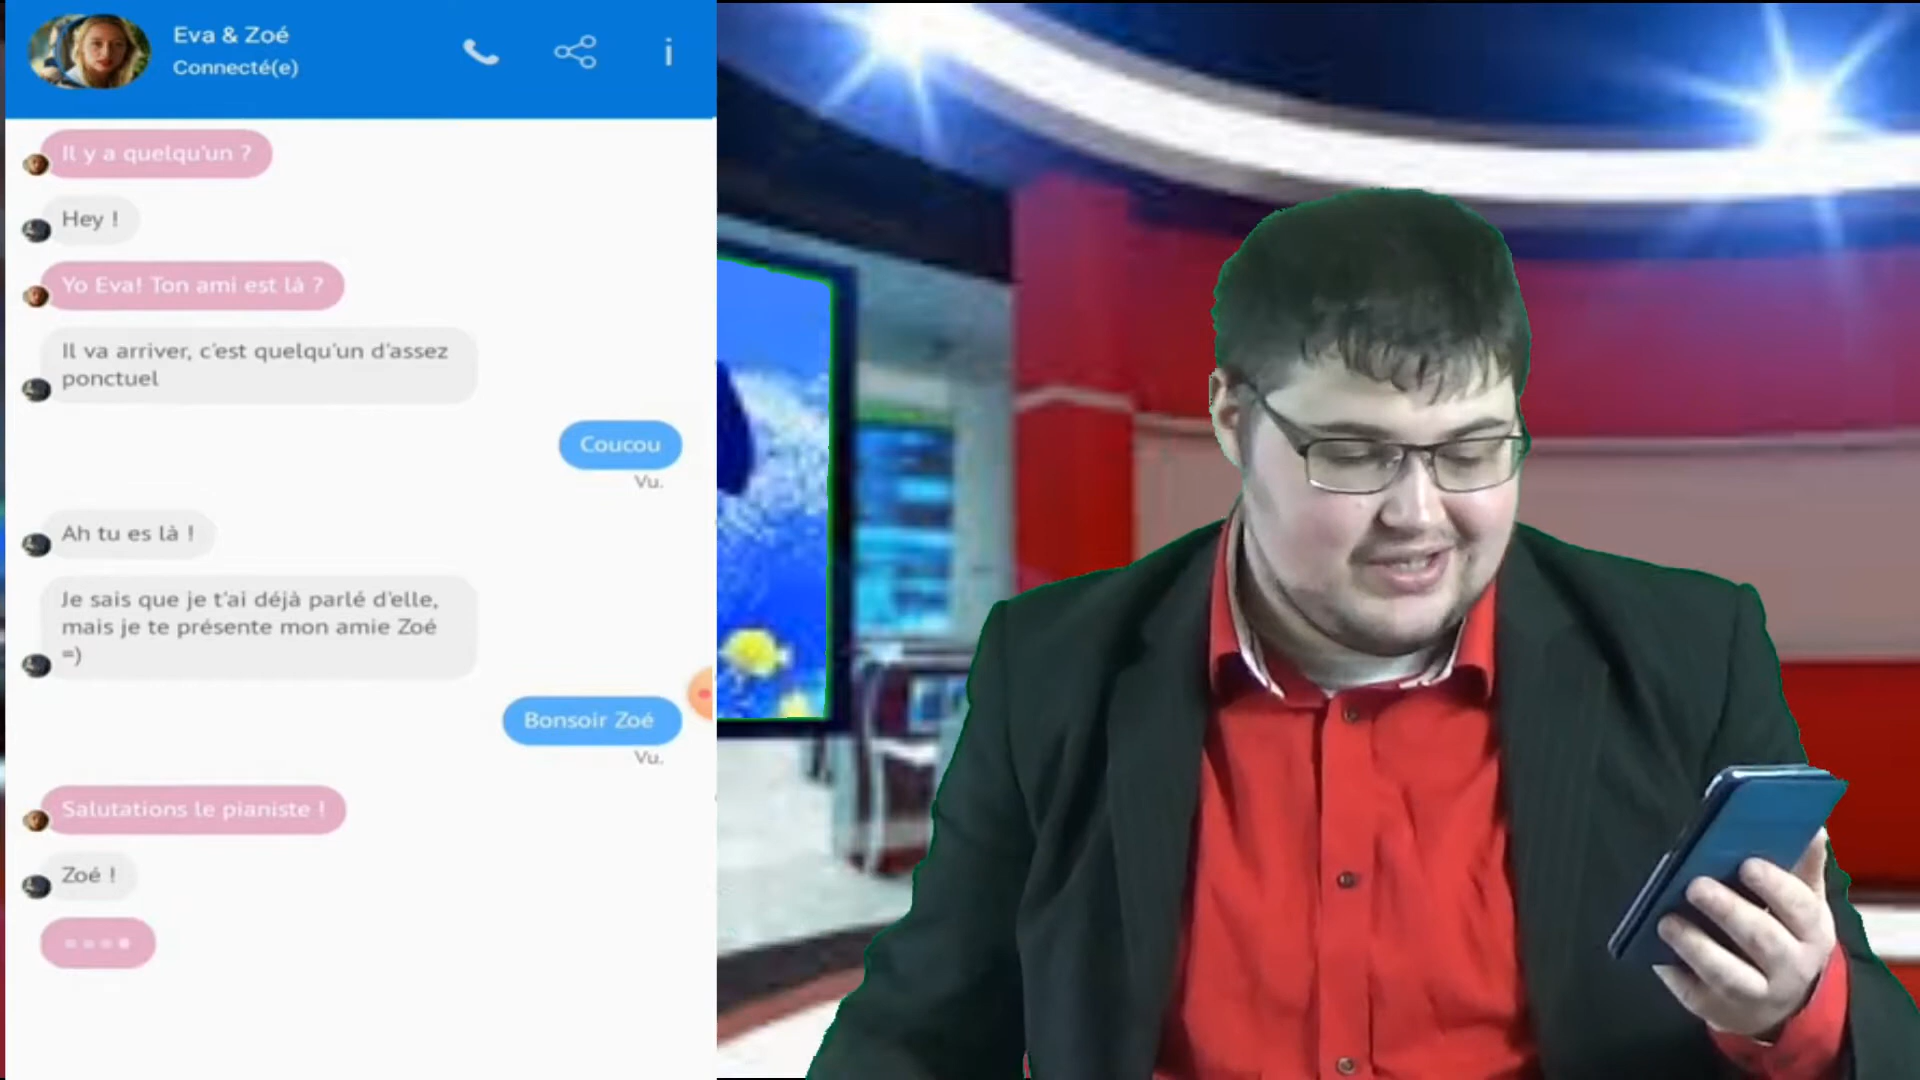 Eva & Zoé
Connecté(e)
Il y a quelqu'un ?
Hey !
Yo Eva! Ton ami est là ?
Il va arriver, c'est quelqu'un d'assez
ponctuel
Coucou
Vu.
Ah tu es là !
Je sais que je t'ai déjà parlé d'elle,
mais je te présente mon amie Zoé
=)
Bonsoir Zoé
Vu.
Salutations le pianiste !
Zoé !